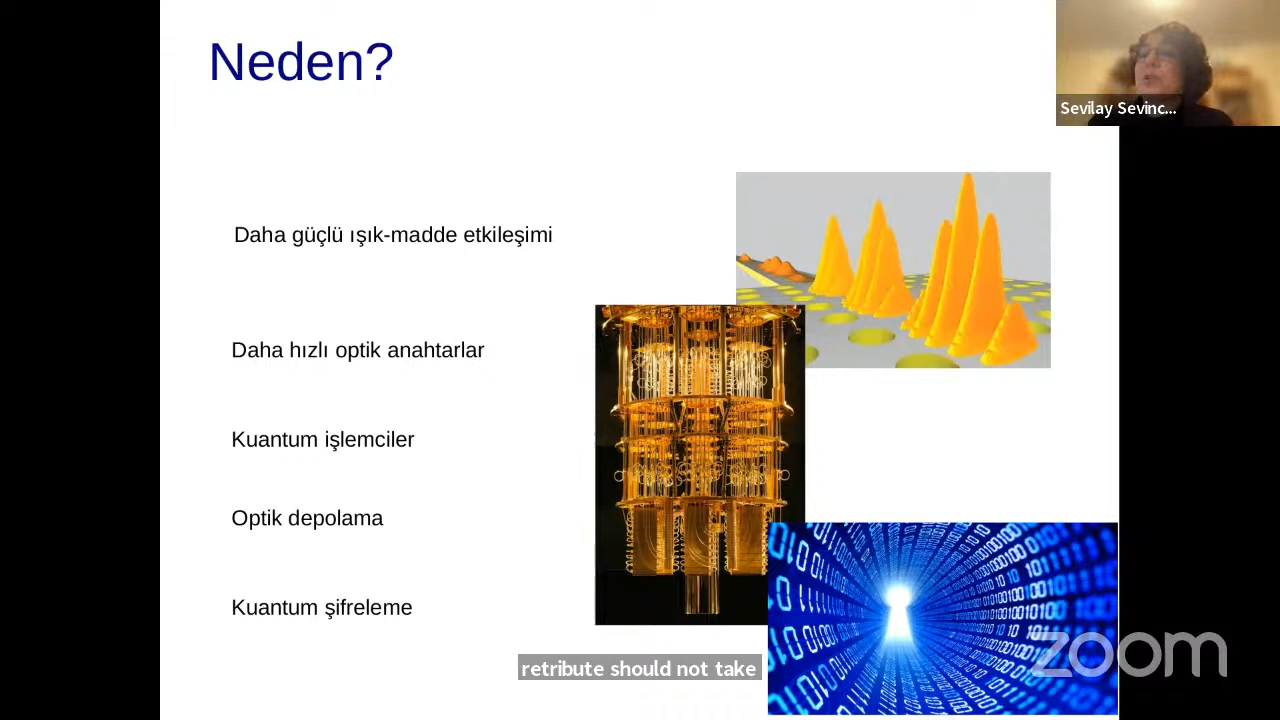 Neden?
Sevilay Sevinc...
Daha güçlü ışık-madde etkileşimi
Daha hızlı optik anahtarlar
Kuantum işlemciler
Optik depolama
Kuantum şifreleme
retribute should not take
zoom